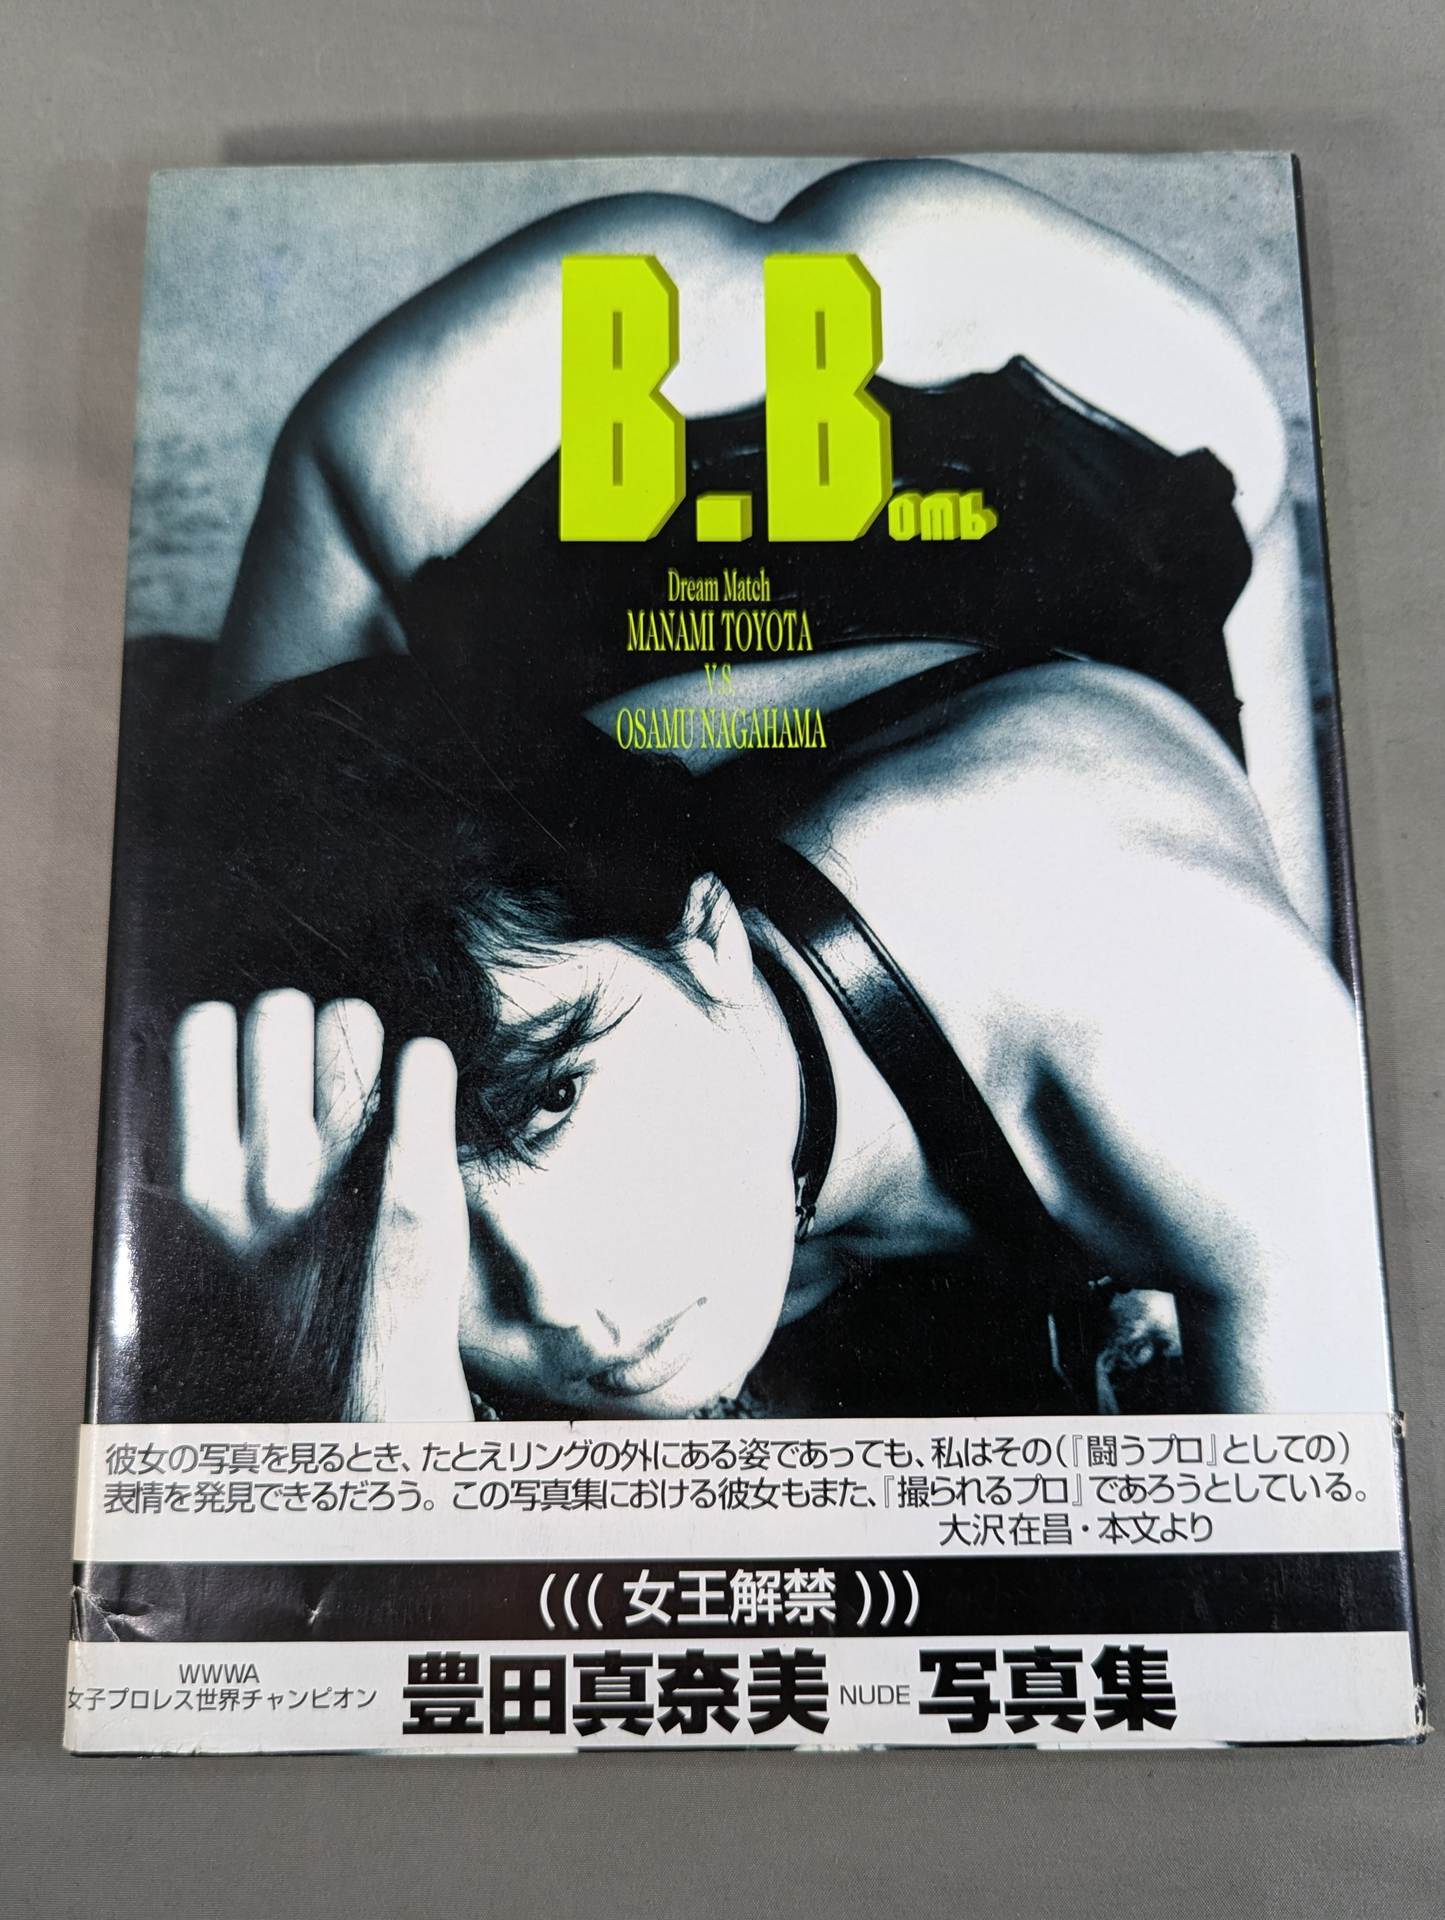 B.Bomb
Dream Match
MANAMI TOYOTA
V.S.
OSAMU NAGAHAMA
彼女の写真を見るとき、たとえリングの外にある姿であっても、私はその(『闘うプロ』としての)
表情を発見できるだろう。この写真集における彼女もまた、『撮られるプロ』であろうとしている。
大沢在昌・本文より
((( 女王解禁 )))
WWWA
女子プロレス世界チャンピオン
豊田真奈美 NUDE 写真集